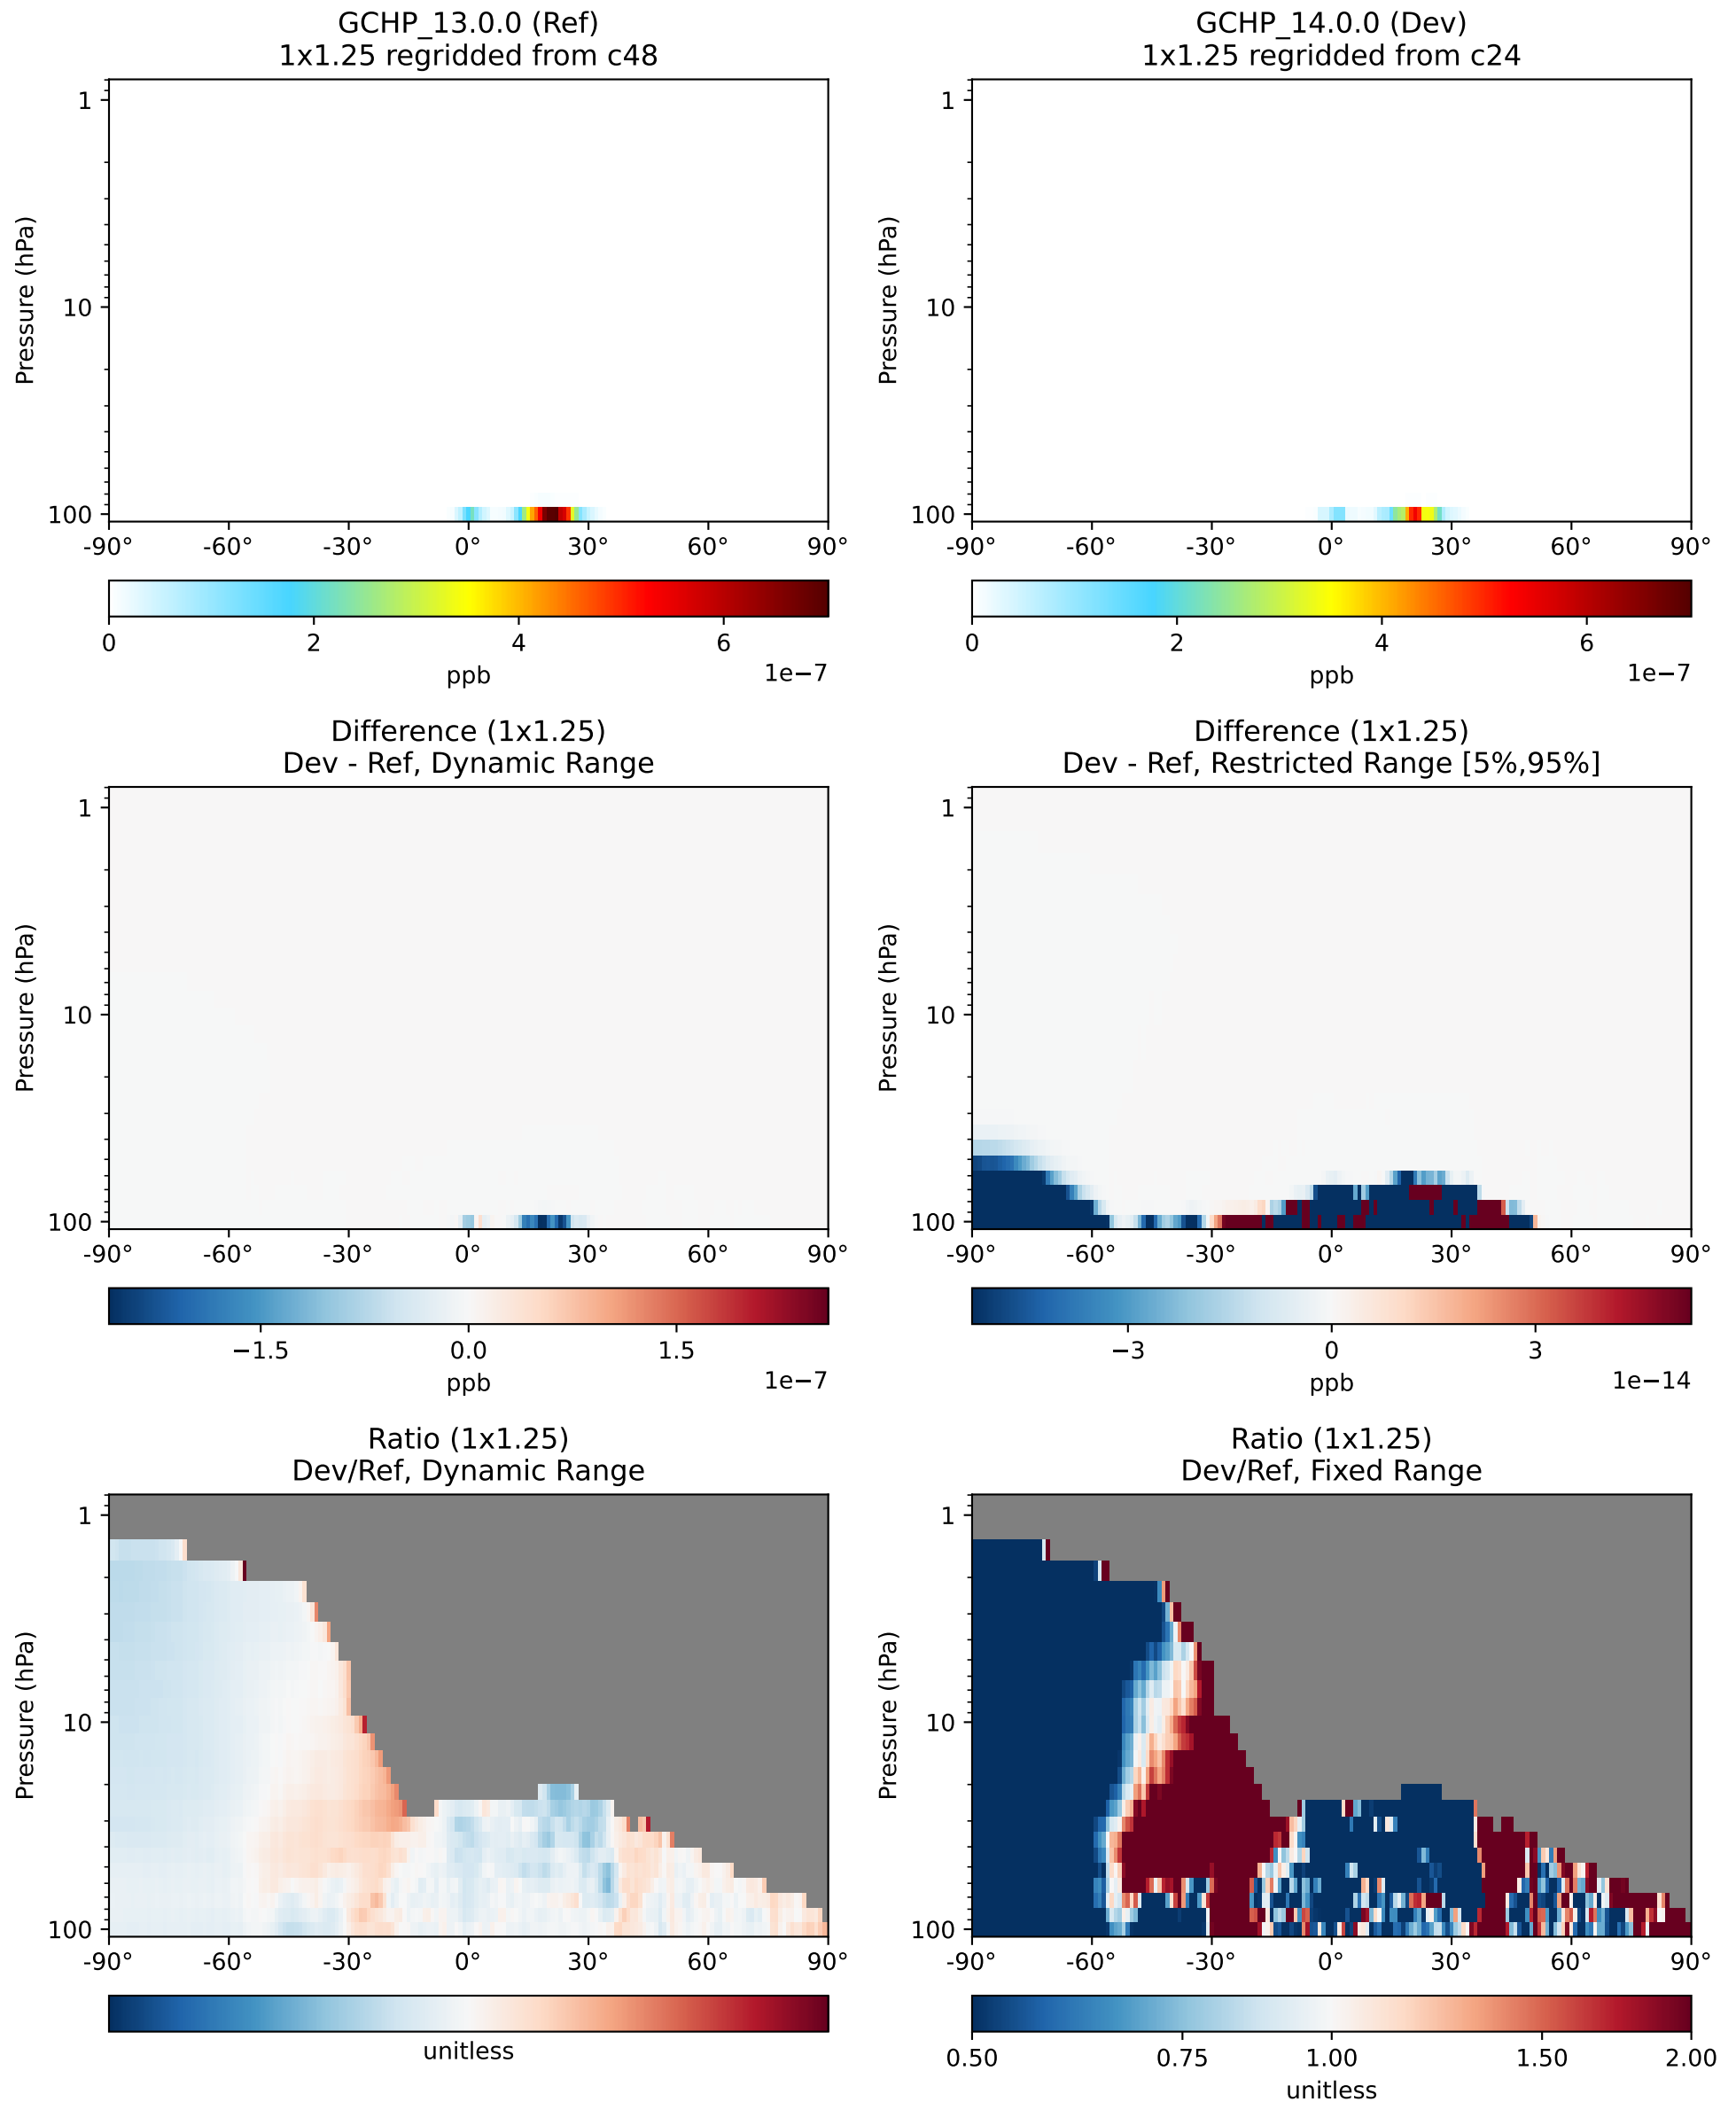 GCHP_13.0.0 (Ref)
1x1.25 regridded from c48
Pressure (hPa)
1
10
100
-90° -60° -30° 0° 30° 60° 90°
0 2 4 6
ppb
1e−7
GCHP_14.0.0 (Dev)
1x1.25 regridded from c24
Pressure (hPa)
1
10
100
-90° -60° -30° 0° 30° 60° 90°
0 2 4 6
ppb
1e−7
Difference (1x1.25)
Dev - Ref, Dynamic Range
Pressure (hPa)
1
10
100
-90° -60° -30° 0° 30° 60° 90°
−1.5 0.0 1.5
ppb
1e−7
Difference (1x1.25)
Dev - Ref, Restricted Range [5%,95%]
Pressure (hPa)
1
10
100
-90° -60° -30° 0° 30° 60° 90°
−3 0 3
ppb
1e−14
Ratio (1x1.25)
Dev/Ref, Dynamic Range
Pressure (hPa)
1
10
100
-90° -60° -30° 0° 30° 60° 90°
unitless
Ratio (1x1.25)
Dev/Ref, Fixed Range
Pressure (hPa)
1
10
100
-90° -60° -30° 0° 30° 60° 90°
0.50 0.75 1.00 1.50 2.00
unitless